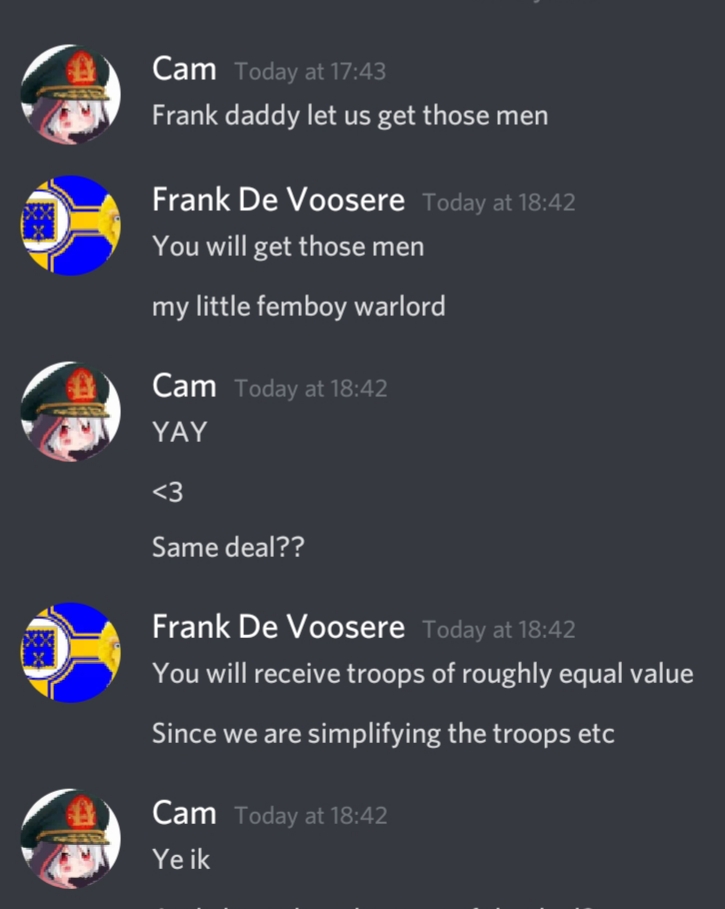 Cam Today at 17:43
Frank daddy let us get those men
Frank De Voosere Today at 18:42
You will get those men
my little femboy warlord
Cam Today at 18:42
YAY
<3
Same deal??
Frank De Voosere Today at 18:42
You will receive troops of roughly equal value
Since we are simplifying the troops etc
Cam Today at 18:42
Ye ik